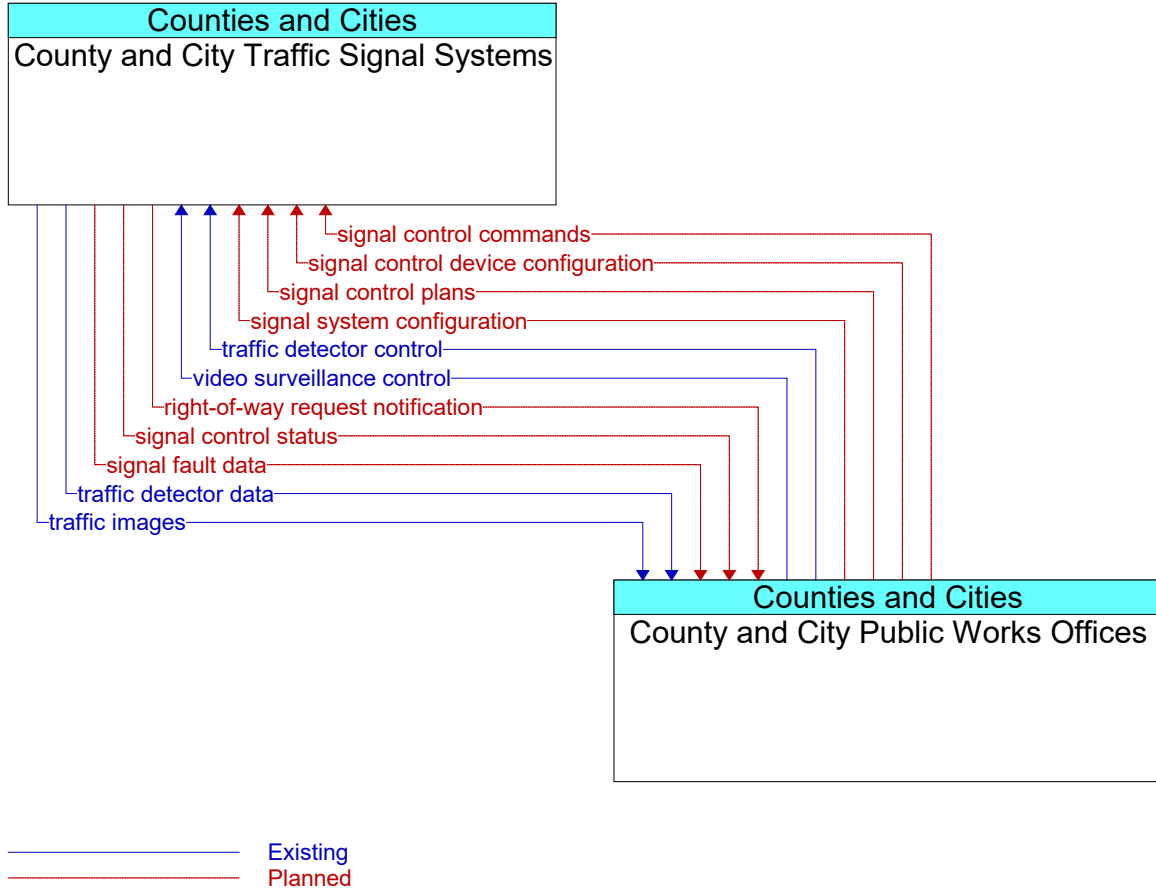 Counties and Cities
County and City Traffic Signal Systems
signal control commands
signal control device configuration
signal control plans
signal system configuration
traffic detector control
video surveillance control
right-of-way request notification
signal control status
signal fault data
traffic detector data
traffic images
Counties and Cities
County and City Public Works Offices
Existing
Planned